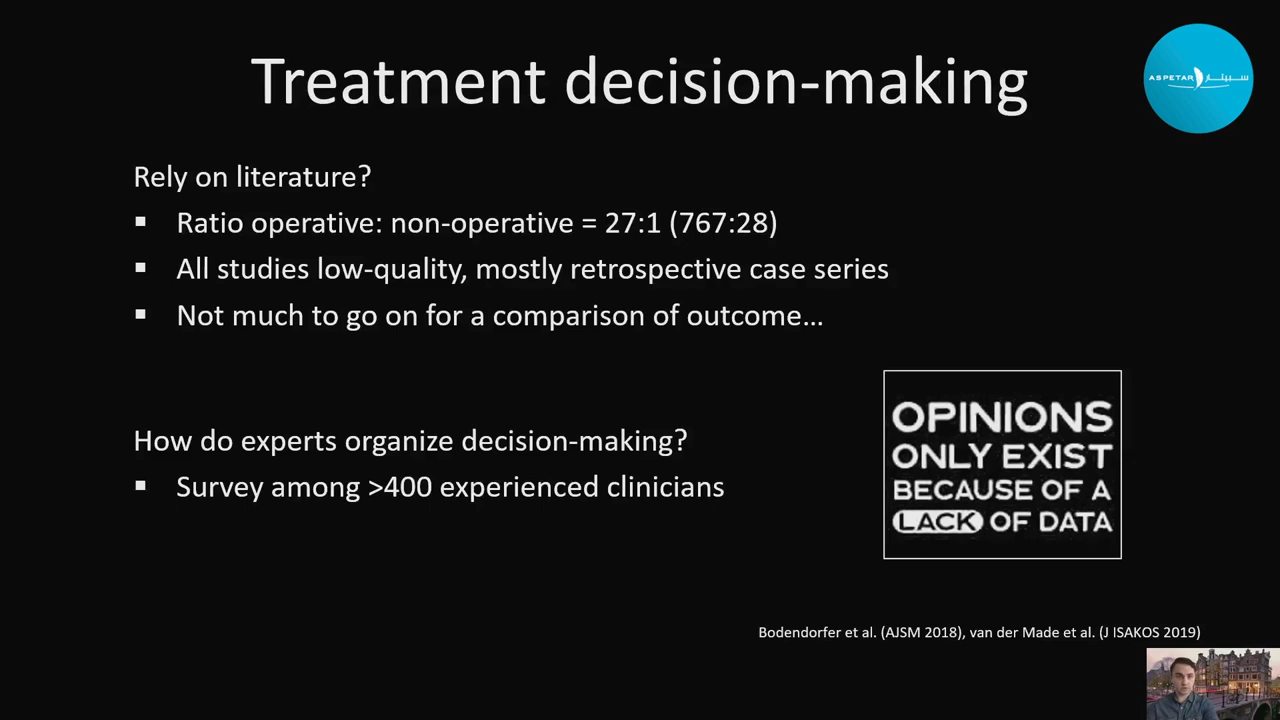 Treatment decision-making
ASPETAR سبيتار
Rely on literature?
▪ Ratio operative: non-operative = 27:1 (767:28)
▪ All studies low-quality, mostly retrospective case series
▪ Not much to go on for a comparison of outcome…
How do experts organize decision-making?
▪ Survey among >400 experienced clinicians
OPINIONS
ONLY EXIST
BECAUSE OF A
LACK OF DATA
Bodendorfer et al. (AJSM 2018), van der Made et al. (J ISAKOS 2019)